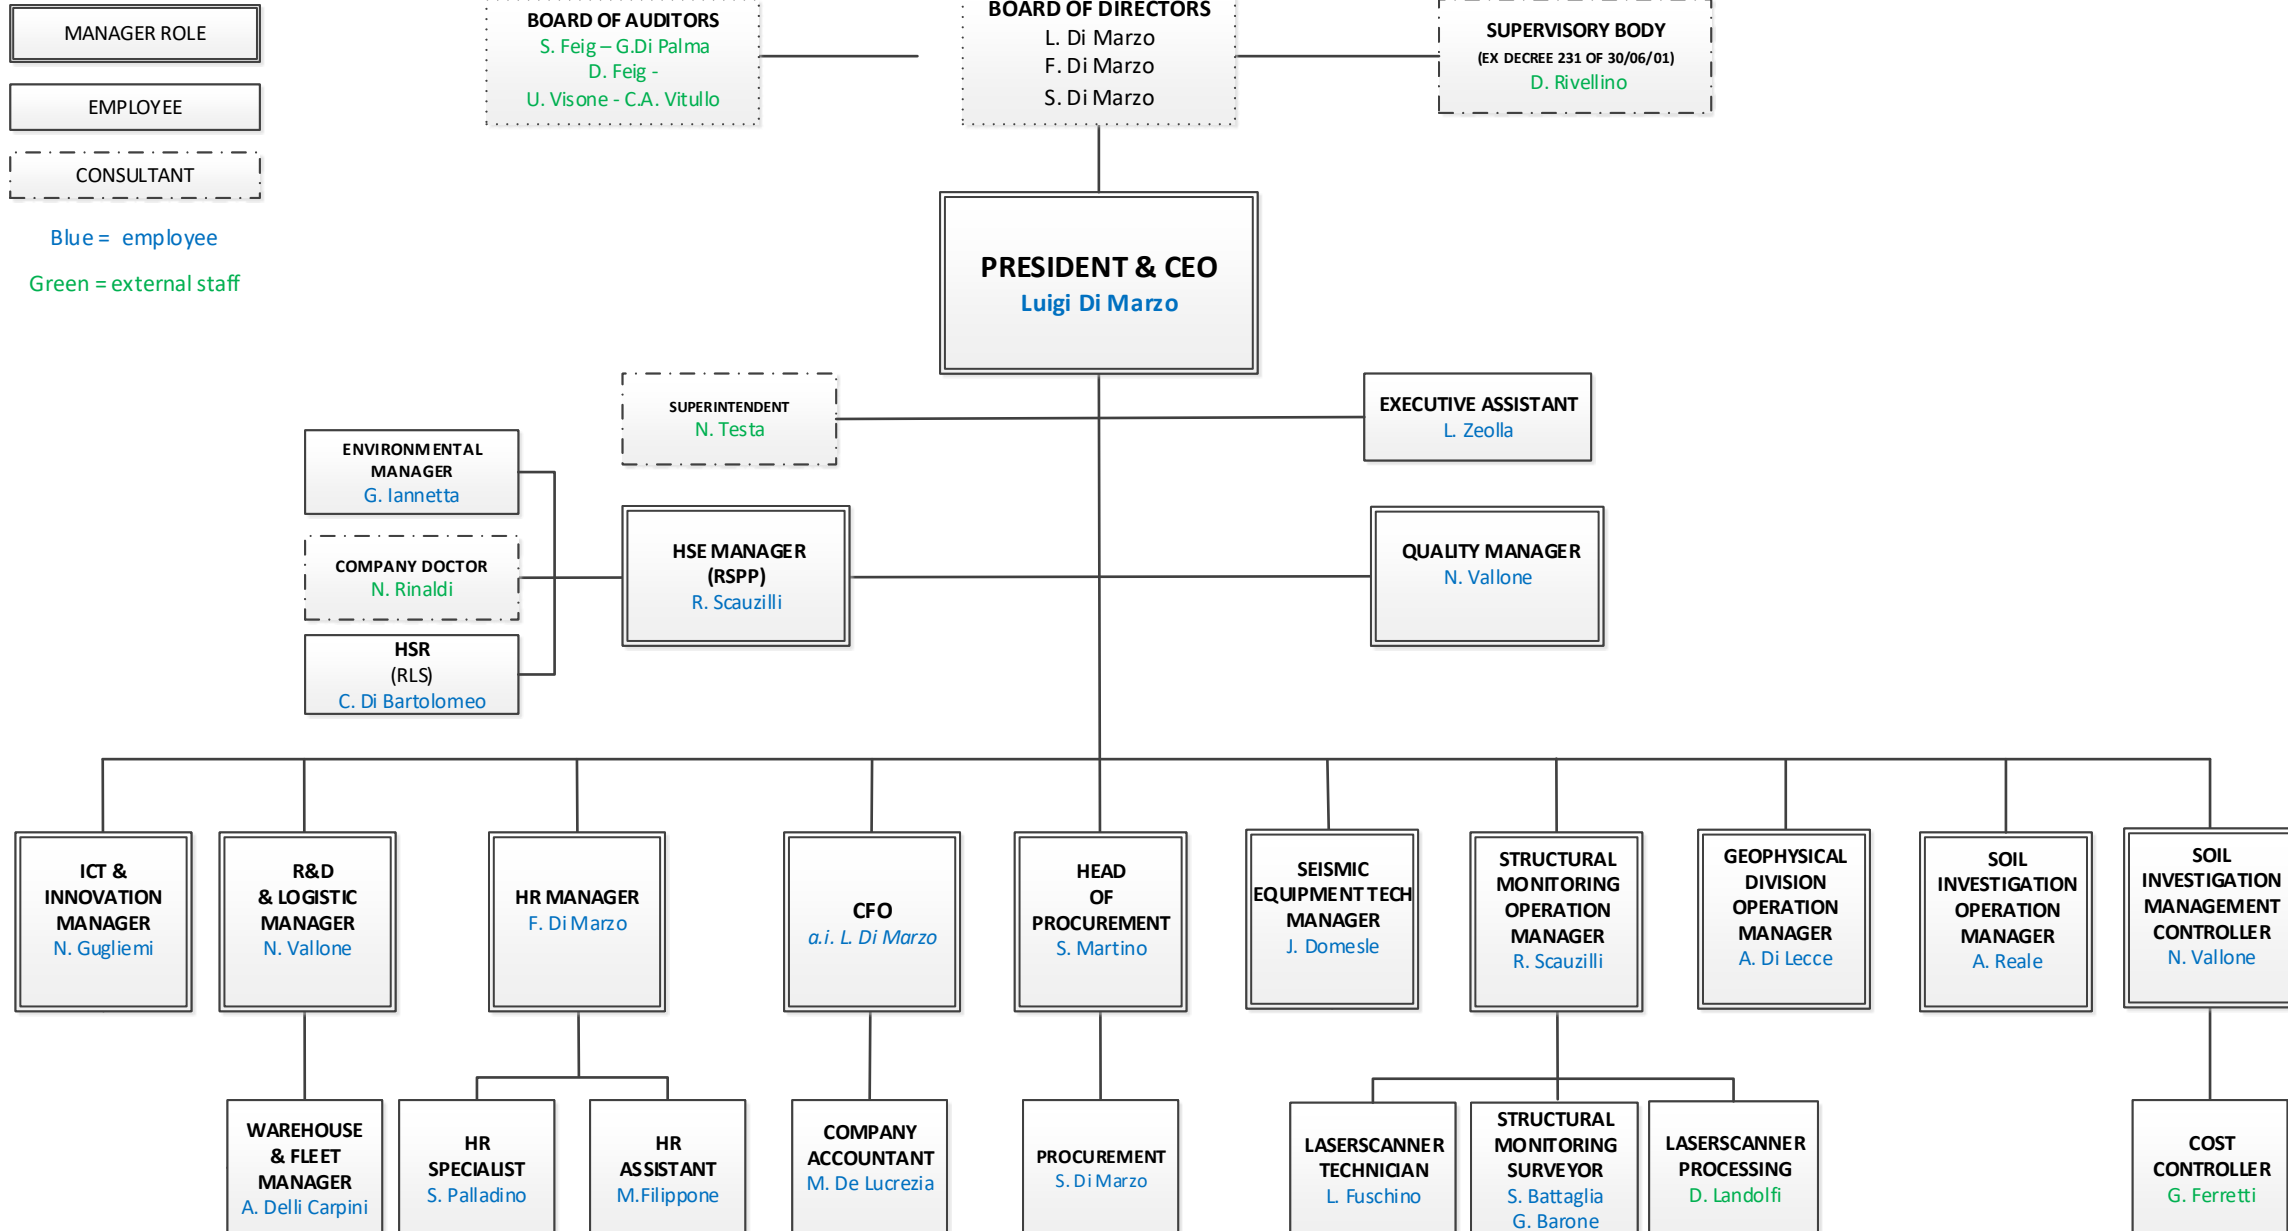 MANAGER ROLE
EMPLOYEE
CONSULTANT
Blue = employee
Green = external staff
BOARD OF AUDITORS
S. Feig – G.Di Palma
D. Feig -
U. Visone - C.A. Vitullo
BOARD OF DIRECTORS
L. Di Marzo
F. Di Marzo
S. Di Marzo
SUPERVISORY BODY
(EX DECREE 231 OF 30/06/01)
D. Rivellino
PRESIDENT & CEO
Luigi Di Marzo
SUPERINTENDENT
N. Testa
EXECUTIVE ASSISTANT
L. Zeolla
ENVIRONMENTAL
MANAGER
G. Iannetta
COMPANY DOCTOR
N. Rinaldi
HSR
(RLS)
C. Di Bartolomeo
HSE MANAGER
(RSPP)
R. Scauzilli
QUALITY MANAGER
N. Vallone
ICT &
INNOVATION
MANAGER
N. Gugliemi
R&D
& LOGISTIC
MANAGER
N. Vallone
HR MANAGER
F. Di Marzo
CFO
a.i. L. Di Marzo
HEAD
OF
PROCUREMENT
S. Martino
SEISMIC
EQUIPMENT TECH
MANAGER
J. Domesle
STRUCTURAL
MONITORING
OPERATION
MANAGER
R. Scauzilli
GEOPHYSICAL
DIVISION
OPERATION
MANAGER
A. Di Lecce
SOIL
INVESTIGATION
OPERATION
MANAGER
A. Reale
SOIL
INVESTIGATION
MANAGEMENT
CONTROLLER
N. Vallone
WAREHOUSE
& FLEET
MANAGER
A. Delli Carpini
HR
SPECIALIST
S. Palladino
HR
ASSISTANT
M.Filippone
COMPANY
ACCOUNTANT
M. De Lucrezia
PROCUREMENT
S. Di Marzo
LASERSCANNER
TECHNICIAN
L. Fuschino
STRUCTURAL
MONITORING
SURVEYOR
S. Battaglia
G. Barone
LASERSCANNER
PROCESSING
D. Landolfi
COST
CONTROLLER
G. Ferretti